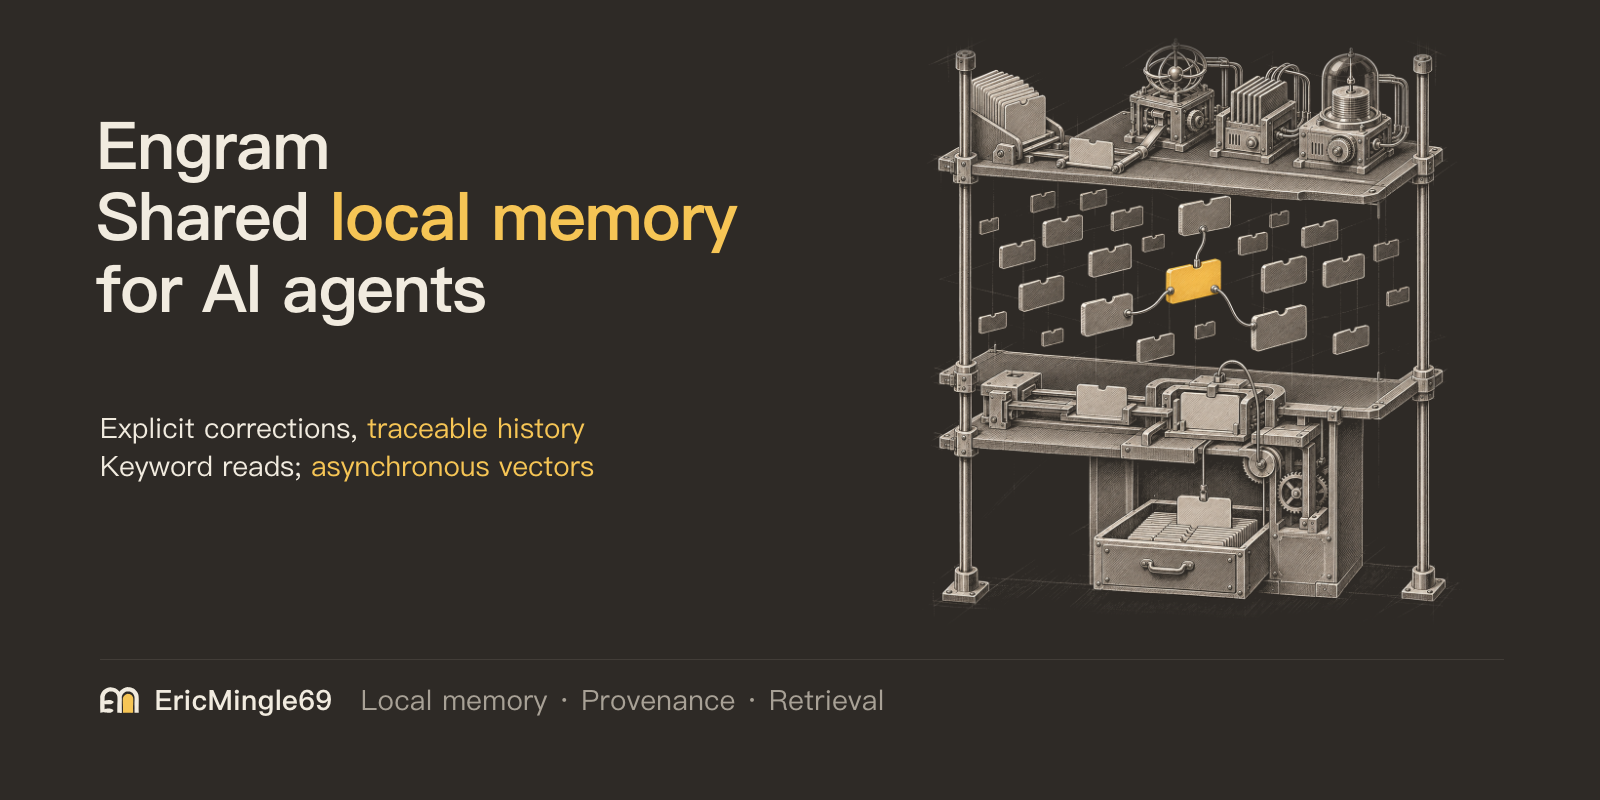 Engram
Shared local memory
for AI agents
Explicit corrections, traceable history
Keyword reads; asynchronous vectors
EricMingle69 Local memory · Provenance · Retrieval